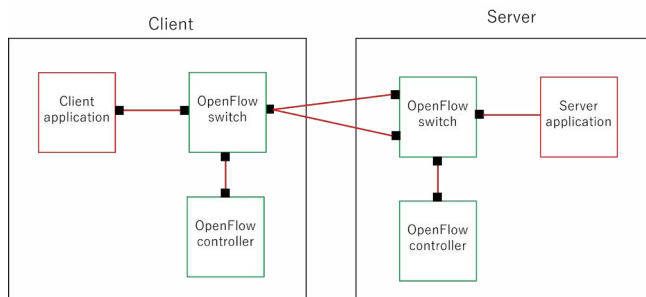 Client
Server
Client
application
OpenFlow
switch
OpenFlow
switch
Server
application
OpenFlow
controller
OpenFlow
controller